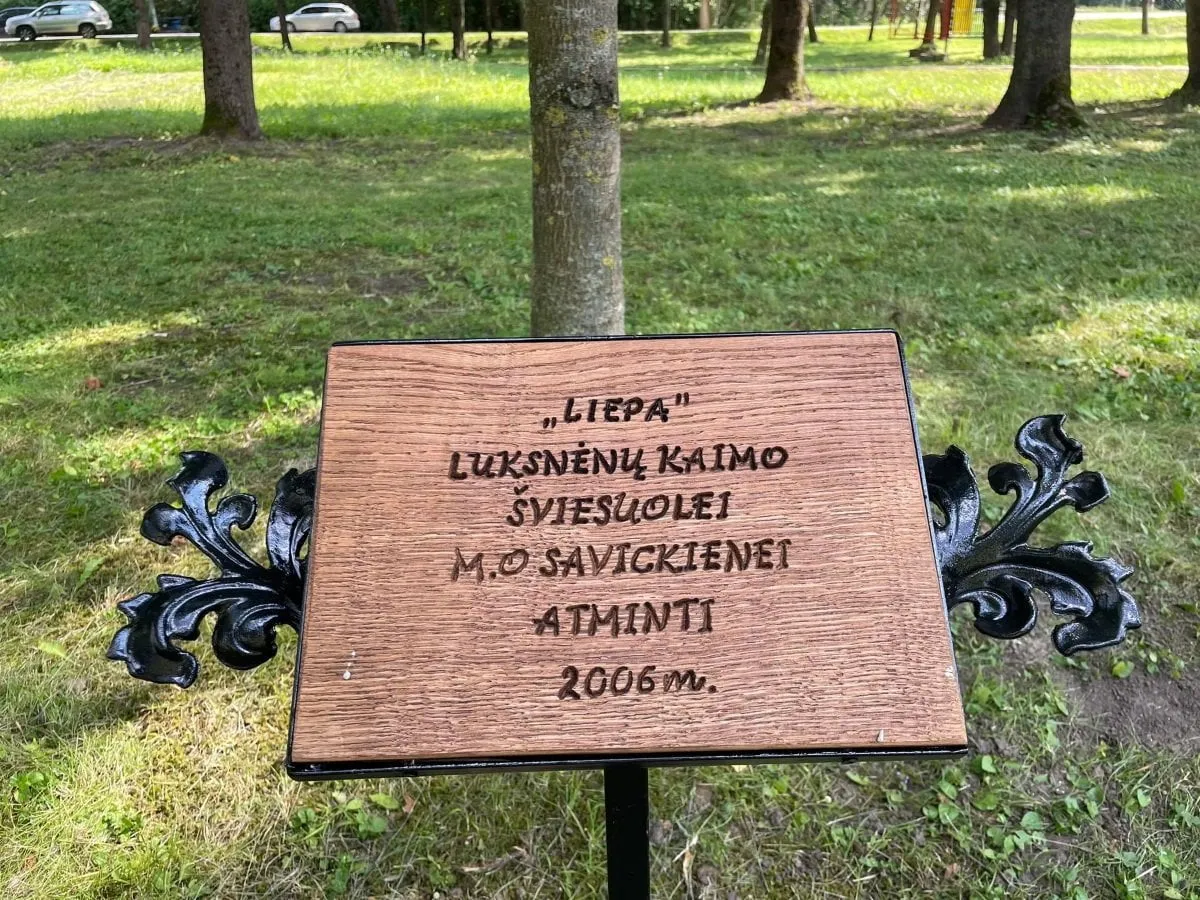 „LIEPA"
LUKSNĖNŲ KAIMO
ŠVIESUOLEI
M.O SAVICKIENEI
ATMINTI
2006m.